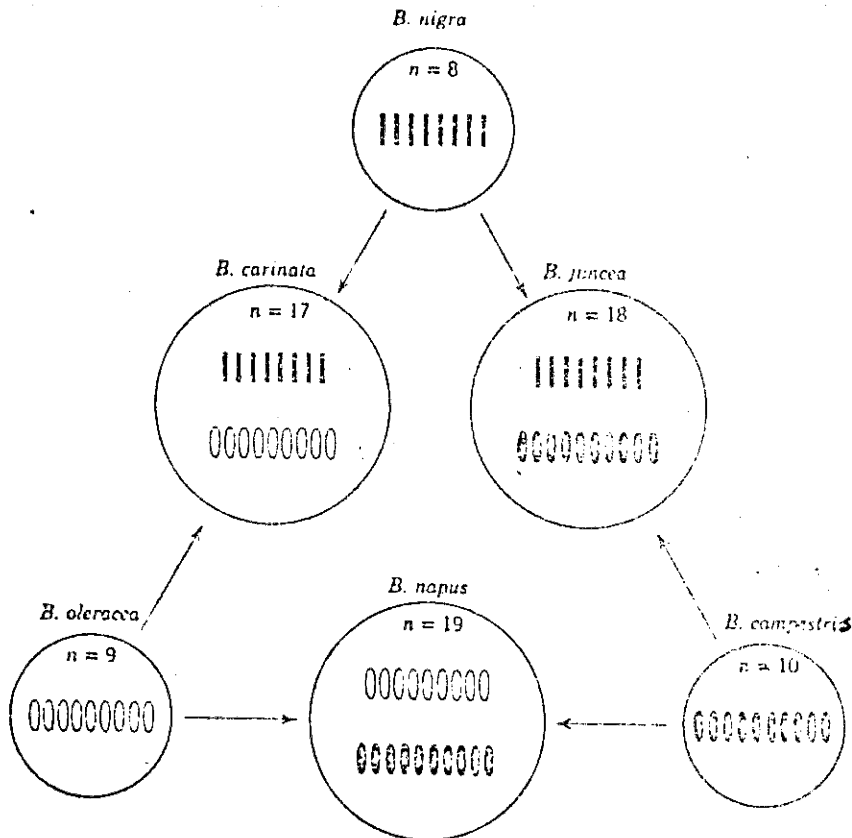 B. nigra
n = 8
B. carinata
n = 17
B. juncea
n = 18
B. oleracea
n = 9
B. napus
n = 19
B. campestris
n = 10